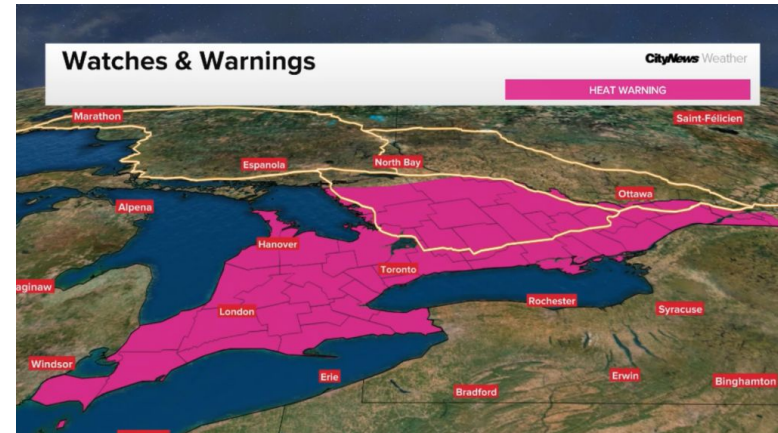 Watches & Warnings
CityNews Weather
HEAT WARNING
Marathon
Saint-Félicien
Espanola
North Bay
Ottawa
Alpena
Hanover
Toronto
aginaw
London
Rochester
Syracuse
Windsor
Erie
Bradford
Erwin
Binghamton